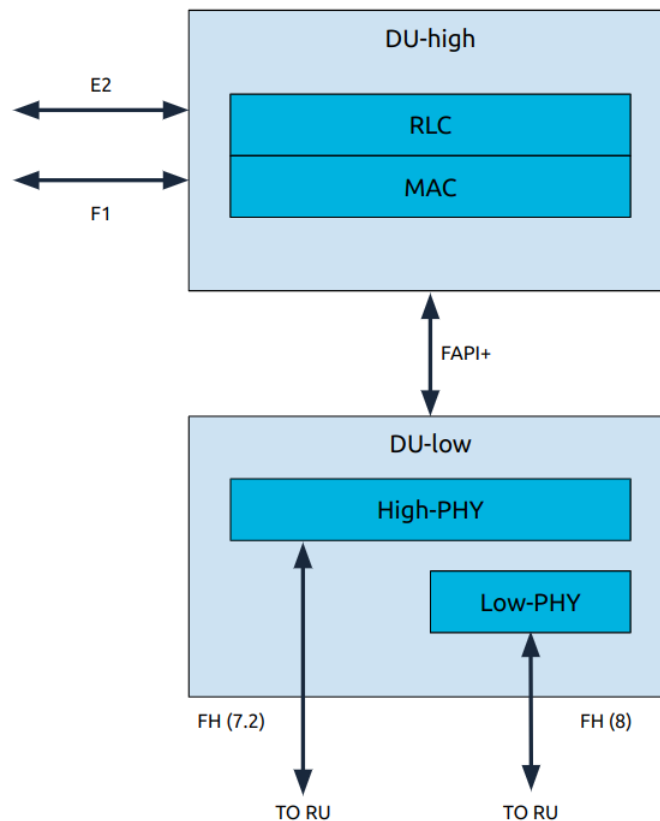 DU-high
E2
RLC
MAC
F1
FAPI+
DU-low
High-PHY
Low-PHY
FH (7.2)
FH (8)
TO RU
TO RU